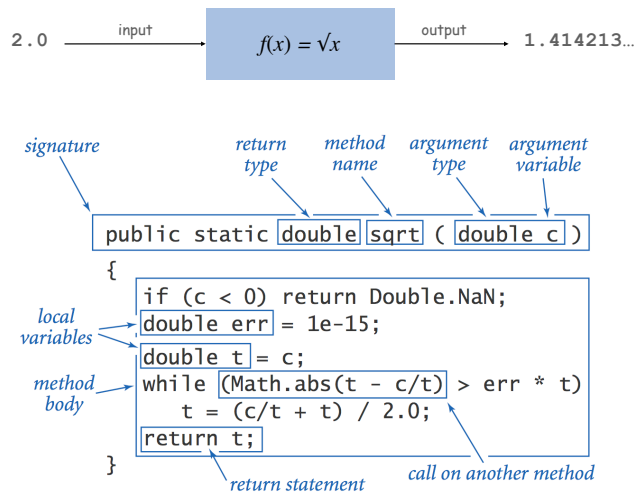 2.0 input f(x) = √x output 1.414213…
signature
return type
method name
argument type
argument variable
public static double sqrt ( double c )
{
if (c < 0) return Double.NaN;
local variables
double err = 1e-15;
double t = c;
method body
while (Math.abs(t - c/t) > err * t)
t = (c/t + t) / 2.0;
return t;
}
return statement
call on another method